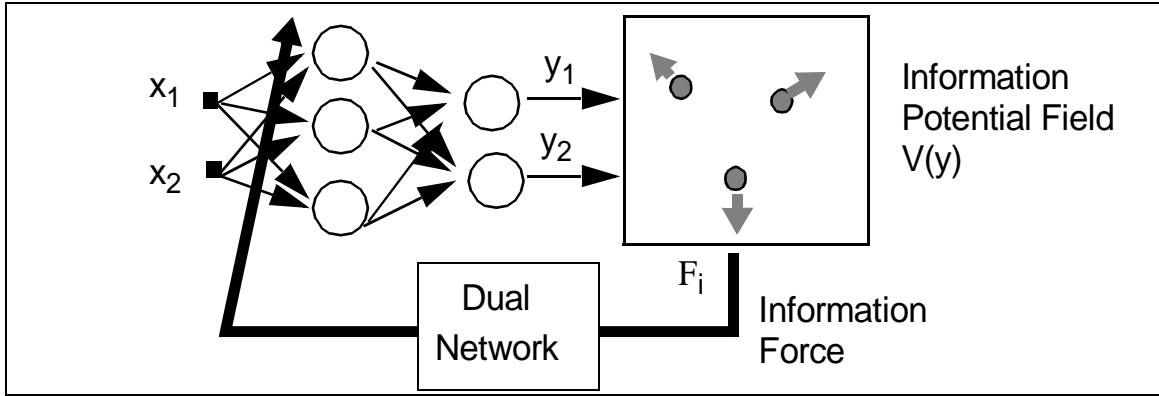 x₁
x₂
y₁
y₂
Information
Potential Field
V(y)
Fᵢ
Dual
Network
Information
Force